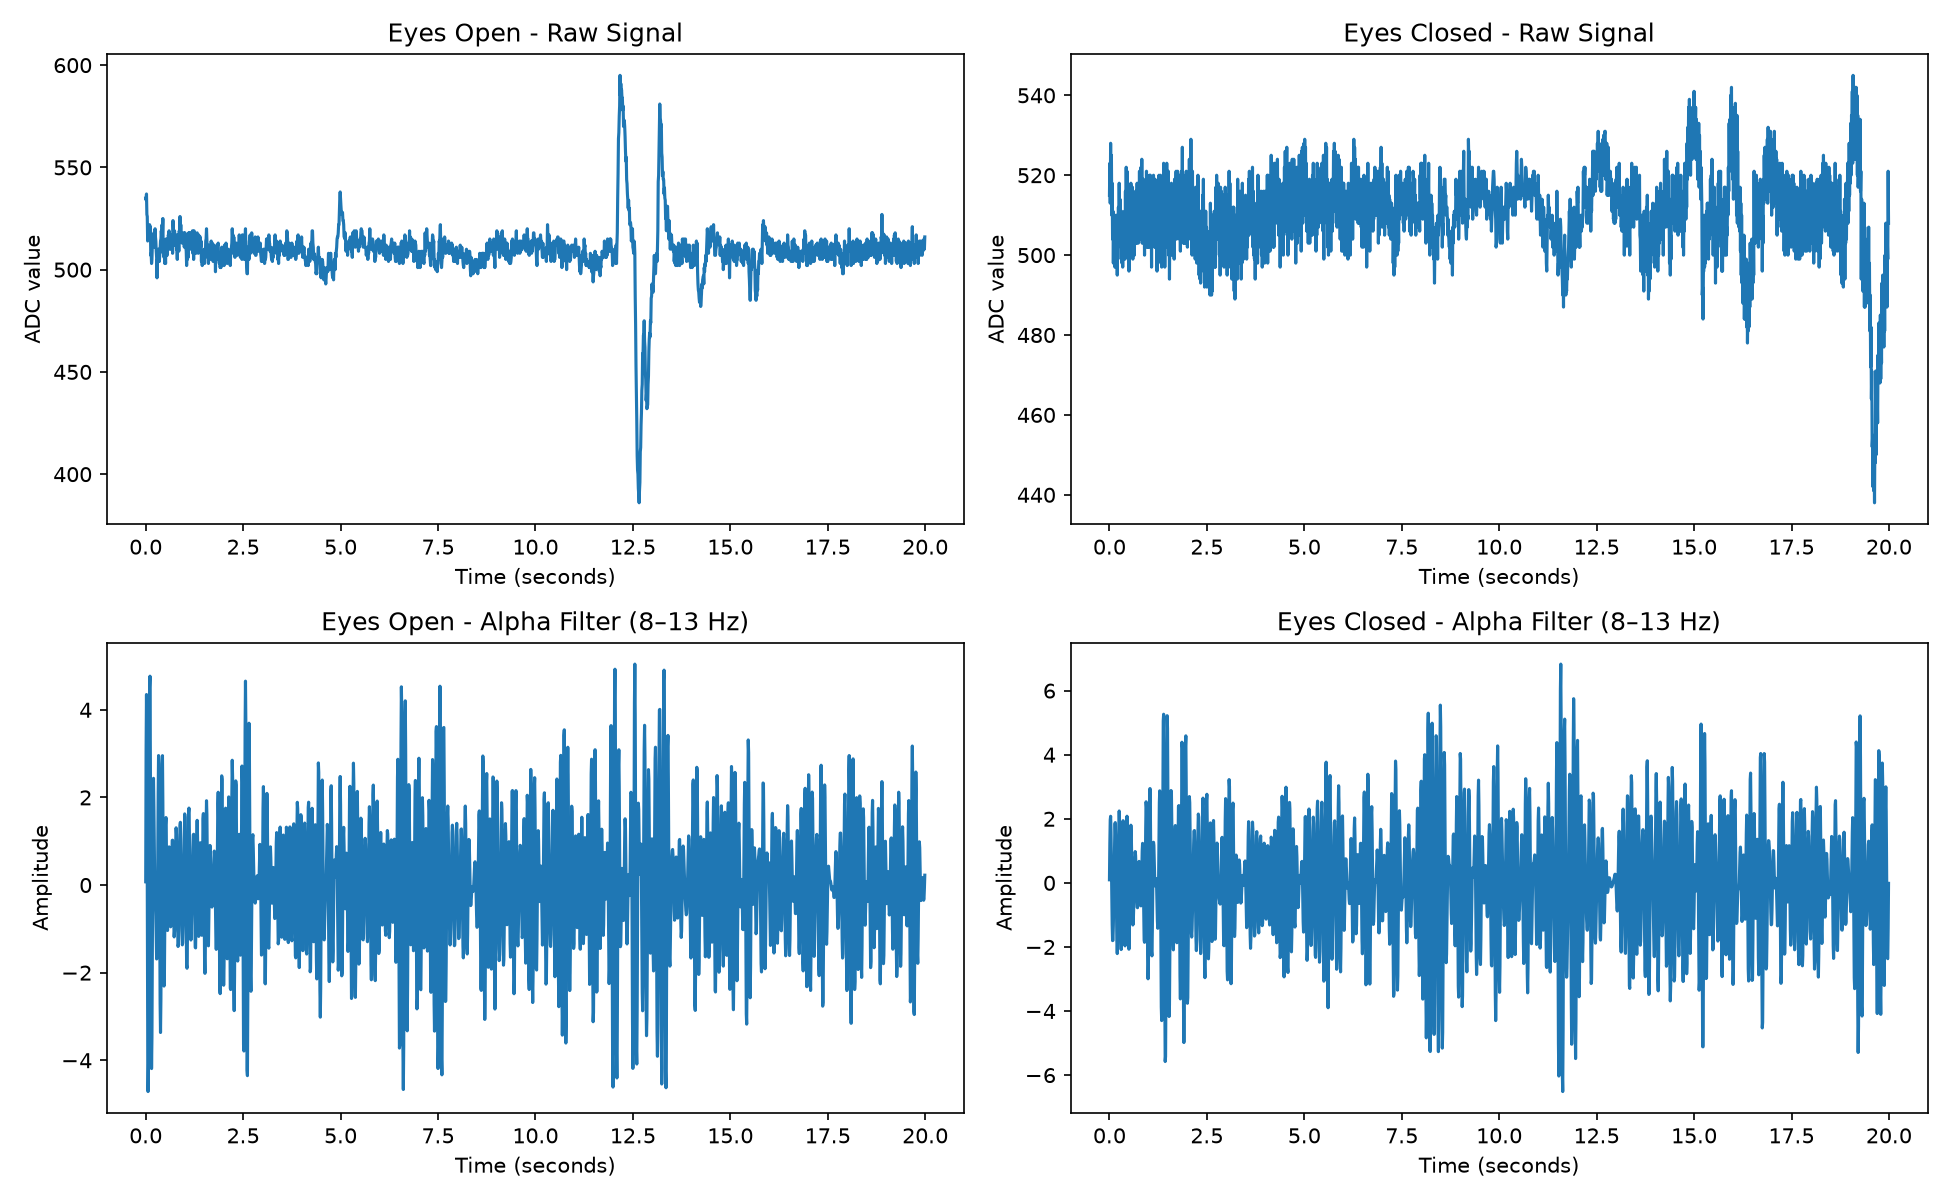 Eyes Open - Raw Signal
600
550
500
450
400
ADC value
0.0 2.5 5.0 7.5 10.0 12.5 15.0 17.5 20.0
Time (seconds)
Eyes Closed - Raw Signal
540
520
500
480
460
440
ADC value
0.0 2.5 5.0 7.5 10.0 12.5 15.0 17.5 20.0
Time (seconds)
Eyes Open - Alpha Filter (8–13 Hz)
4
2
0
−2
−4
Amplitude
0.0 2.5 5.0 7.5 10.0 12.5 15.0 17.5 20.0
Time (seconds)
Eyes Closed - Alpha Filter (8–13 Hz)
6
4
2
0
−2
−4
−6
Amplitude
0.0 2.5 5.0 7.5 10.0 12.5 15.0 17.5 20.0
Time (seconds)